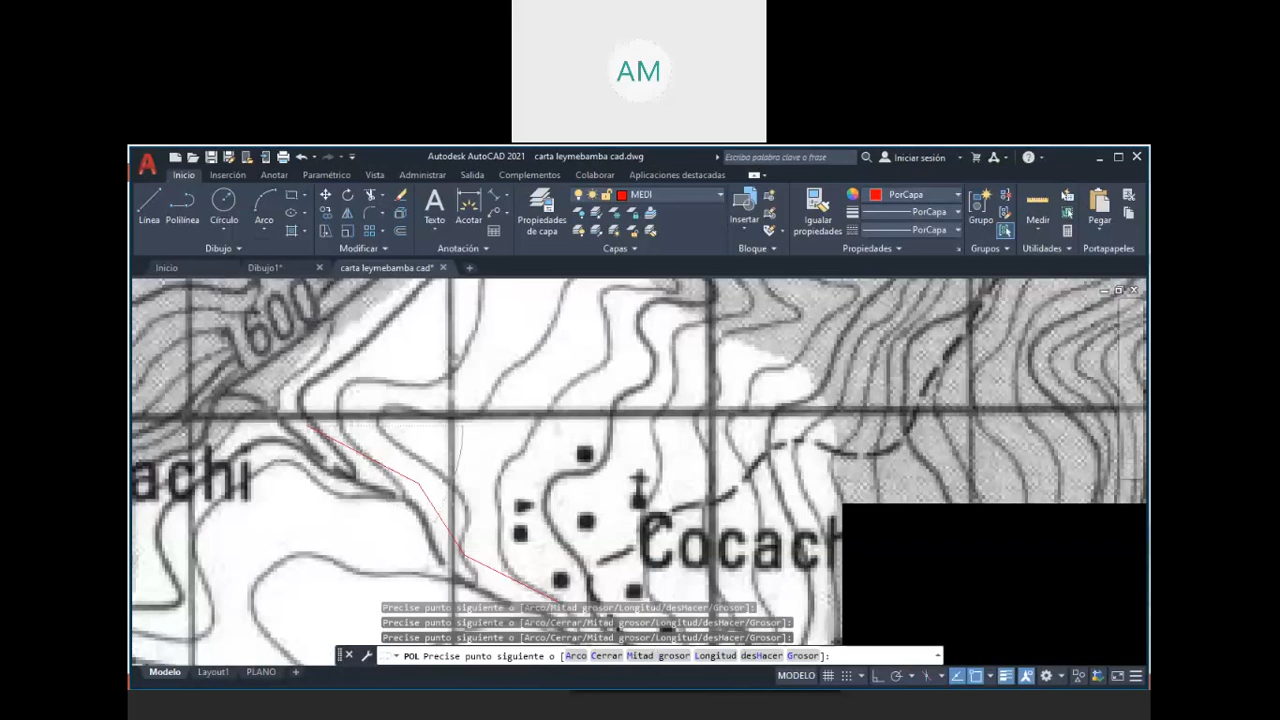 AM
Autodesk AutoCAD 2021 carta leymebamba cad.dwg
Escriba palabra clave o frase
Iniciar sesión
Inicio Inserción Anotar Paramétrico Vista Administrar Salida Complementos Colaborar Aplicaciones destacadas
MEDI
PorCapa
PorCapa
PorCapa
Línea Polilínea Círculo Arco
Texto Acotar
Propiedades de capa
Insertar
Igualar propiedades
Grupo
Medir
Pegar
Dibujo Modificar Anotación Capas Bloque Propiedades Grupos Utilidades Portapapeles
Inicio Dibujo1* carta leymebamba cad*
1600
achi
Cocach
Precise punto siguiente o [Arco/Mitad grosor/Longitud/desHacer/Grosor]:
Precise punto siguiente o [Arco/Cerrar/Mitad grosor/Longitud/desHacer/Grosor]:
Precise punto siguiente o [Arco/Cerrar/Mitad grosor/Longitud/desHacer/Grosor]:
POL Precise punto siguiente o [Arco Cerrar Mitad grosor Longitud desHacer Grosor]:
Modelo Layout1 PLANO
MODELO